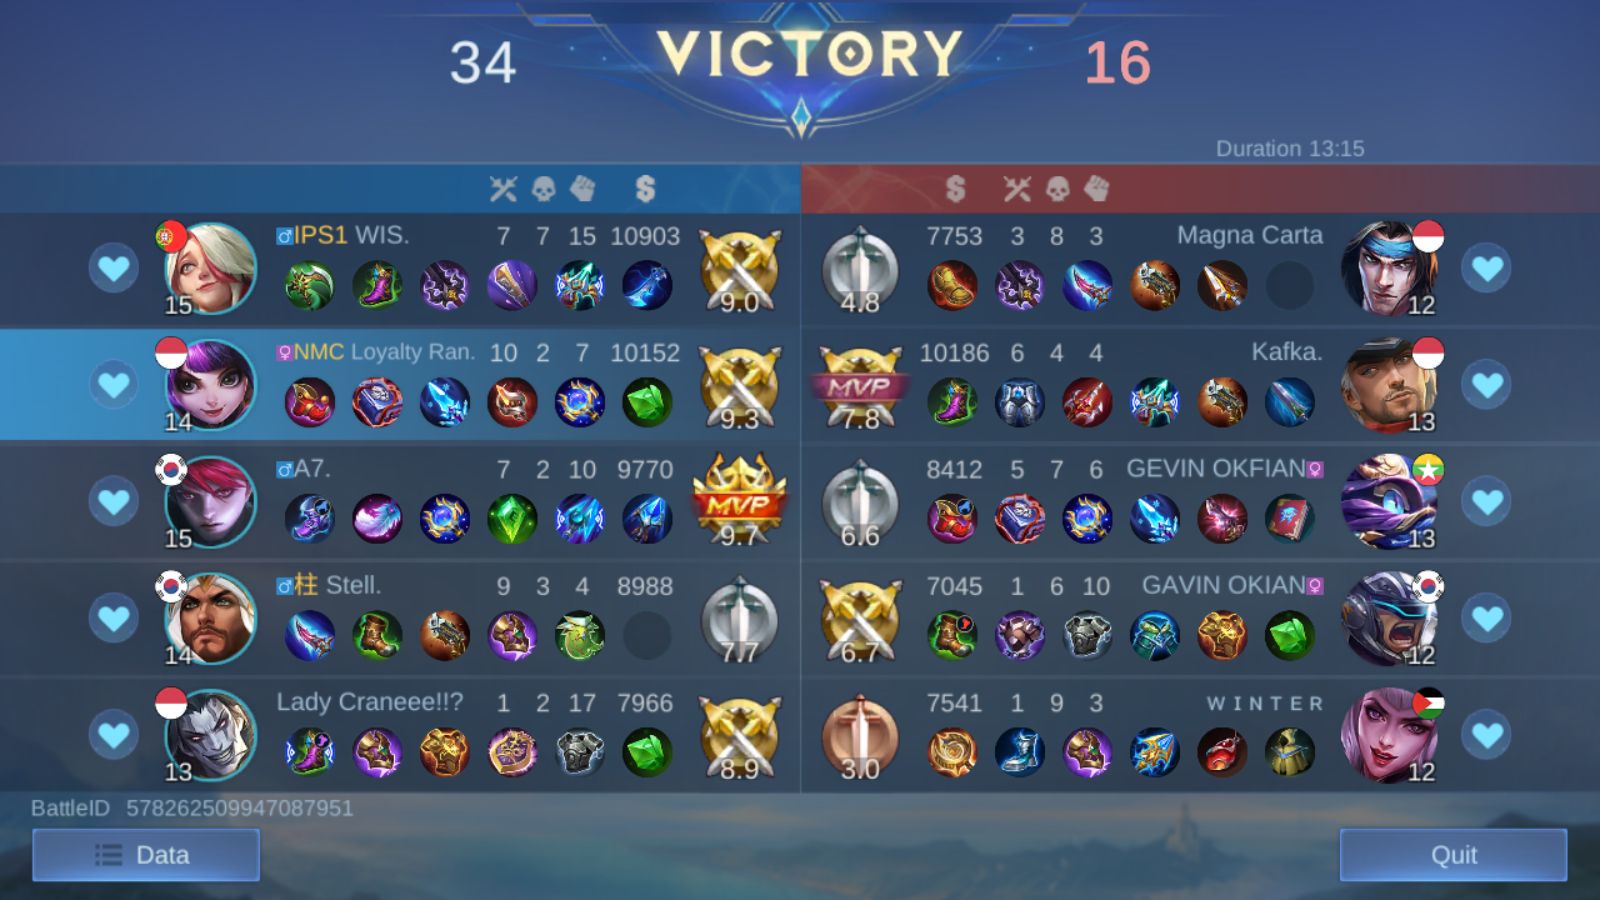 34 VICTORY 16
Duration 13:15
IPS1 WIS. 7 7 15 10903
15 9.0
7753 3 8 3 Magna Carta
4.8 12
NMC Loyalty Ran. 10 2 7 10152
14 9.3
10186 6 4 4 Kafka.
MVP
7.8 13
A7. 7 2 10 9770
MVP
15 9.7
8412 5 7 6 GEVIN OKFIAN
6.6 13
柱 Stell. 9 3 4 8988
14 7.7
7045 1 6 10 GAVIN OKIAN
6.7 12
Lady Craneee!!? 1 2 17 7966
13 8.9
7541 1 9 3 WINTER
3.0 12
BattleID 578262509947087951
Data
Quit